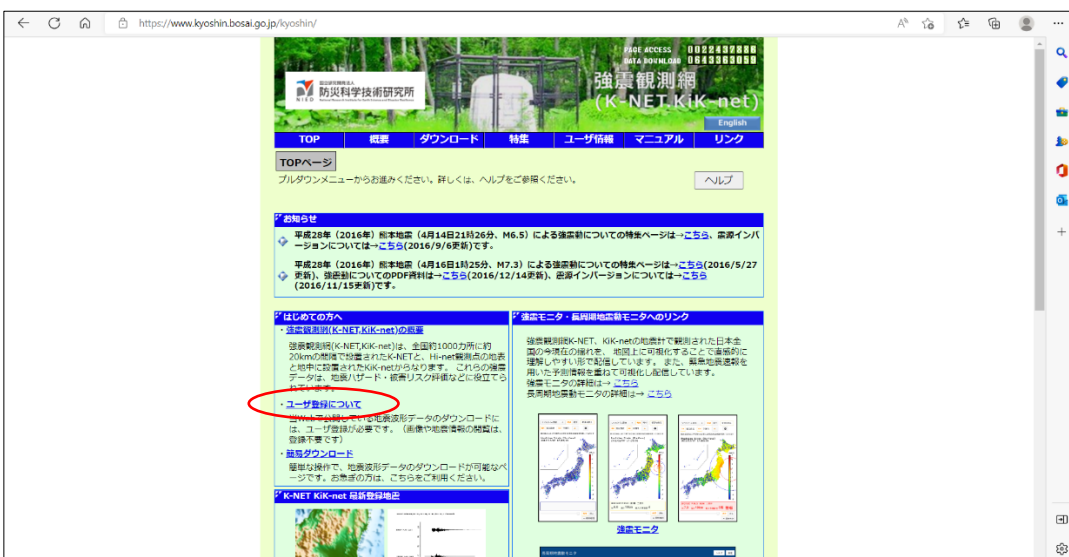 https://www.kyoshin.bosai.go.jp/kyoshin/
PAGE ACCESS
DATA DOWNLOAD
防災科学技術研究所
NIED
強震観測網
(K-NET,KiK-net)
English
TOP 概要 ダウンロード 特集 ユーザ情報 マニュアル リンク
TOPページ
プルダウンメニューからお進みください。詳しくは、ヘルプをご参照ください。
ヘルプ
お知らせ
平成28年（2016年）熊本地震（4月14日21時26分、M6.5）による強震動についての特集ページは→こちら、震源インバ
ージョンについては→こちら(2016/9/6更新)です。
平成28年（2016年）熊本地震（4月16日1時25分、M7.3）による強震動についての特集ページは→こちら(2016/5/27
更新)、強震動についてのPDF資料は→こちら(2016/12/14更新)、震源インバージョンについては→こちら
(2016/11/15更新)です。
はじめての方へ
・強震観測網(K-NET,KiK-net)の概要
強震観測網(K-NET,KiK-net)は、全国約1000カ所に約
20kmの間隔で設置されたK-NETと、Hi-net観測点の地表
と地中に設置されたKiK-netからなります。 これらの強震
データは、地震ハザード・被害リスク評価などに役立てら
れています。
・ユーザ登録について
当Webで公開している地震波形データのダウンロードに
は、ユーザ登録が必要です。（画像や地震情報の閲覧は、
登録不要です）
・簡易ダウンロード
簡単な操作で、地震波形データのダウンロードが可能なペ
ージです。お急ぎの方は、こちらをご利用ください。
K-NET KiK-net 最新登録地震
強震モニタ・長周期地震動モニタへのリンク
強震観測網K-NET、KiK-netの地震計で観測された日本全
国の今現在の揺れを、 地図上に可視化することで直感的に
理解しやすい形で配信しています。 また、緊急地震速報を
用いた予測情報を重ねて可視化し配信しています。
強震モニタの詳細は→ こちら
長周期地震動モニタの詳細は→ こちら
強震モニタ
長周期地震動モニタ